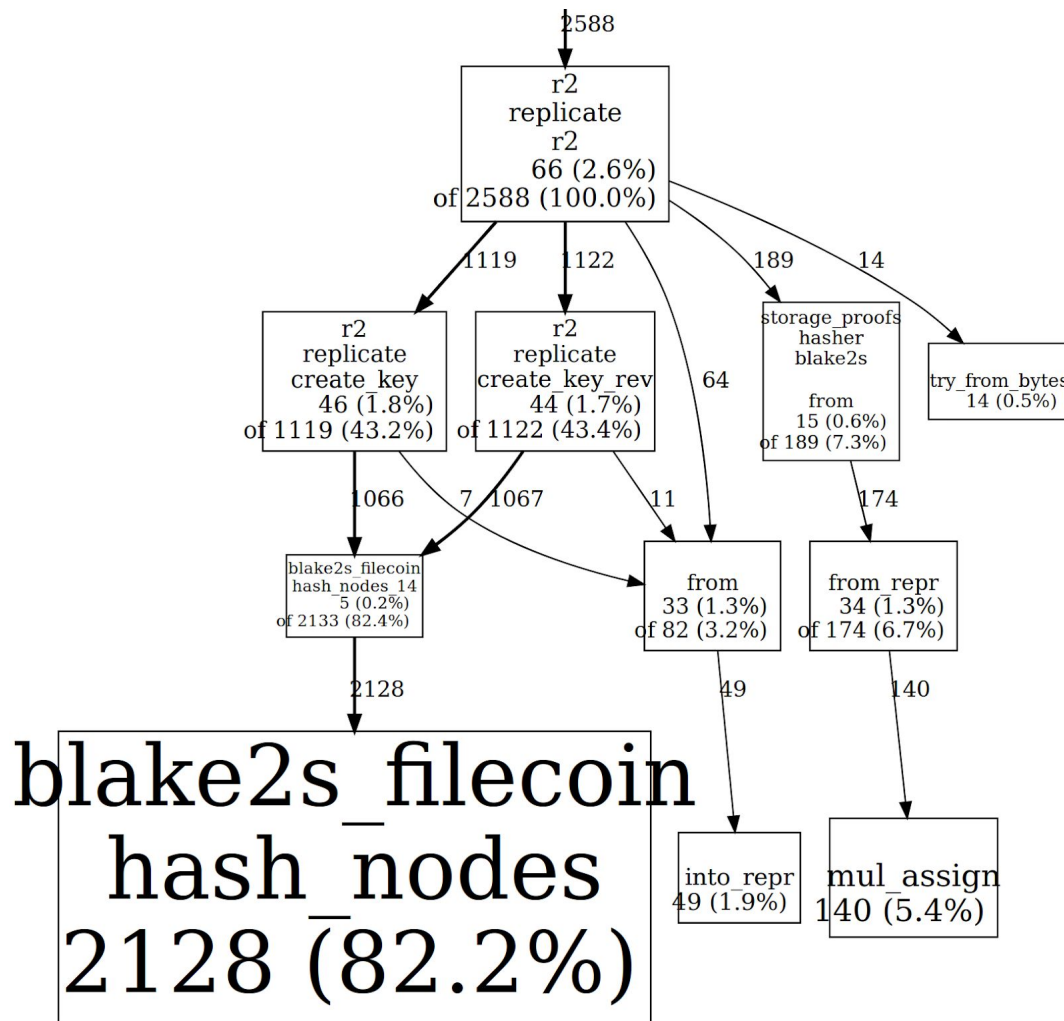 2588
r2
replicate
r2
66 (2.6%)
of 2588 (100.0%)
1119
1122
189
14
r2
replicate
create_key
46 (1.8%)
of 1119 (43.2%)
r2
replicate
create_key_rev
44 (1.7%)
of 1122 (43.4%)
64
storage_proofs
hasher
blake2s
from
15 (0.6%)
of 189 (7.3%)
try_from_bytes
14 (0.5%)
1066
7
1067
11
174
blake2s_filecoin
hash_nodes_14
5 (0.2%)
of 2133 (82.4%)
from
33 (1.3%)
of 82 (3.2%)
from_repr
34 (1.3%)
of 174 (6.7%)
2128
49
140
blake2s_filecoin
hash_nodes
2128 (82.2%)
into_repr
49 (1.9%)
mul_assign
140 (5.4%)